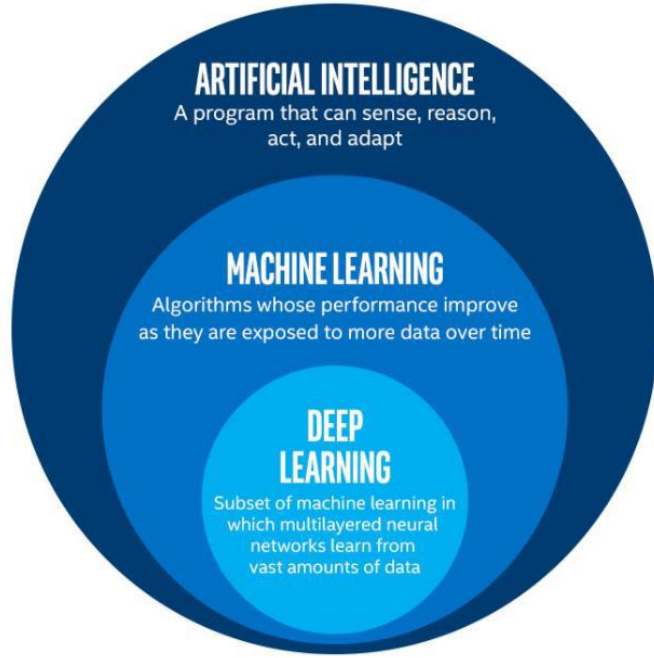 ARTIFICIAL INTELLIGENCE
A program that can sense, reason,
act, and adapt
MACHINE LEARNING
Algorithms whose performance improve
as they are exposed to more data over time
DEEP
LEARNING
Subset of machine learning in
which multilayered neural
networks learn from
vast amounts of data